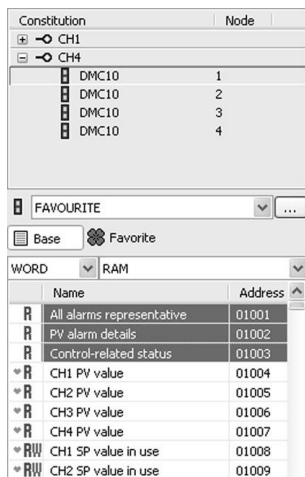 Constitution Node
CH1
CH4
DMC10 1
DMC10 2
DMC10 3
DMC10 4
FAVOURITE ...
Base Favorite
WORD RAM
Name Address
R All alarms representative 01001
R PV alarm details 01002
R Control-related status 01003
R CH1 PV value 01004
R CH2 PV value 01005
R CH3 PV value 01006
R CH4 PV value 01007
RW CH1 SP value in use 01008
RW CH2 SP value in use 01009